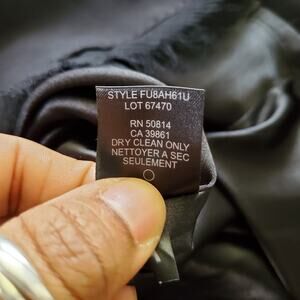 STYLE FU8AH61U
LOT 67470
RN 50814
CA 39861
DRY CLEAN ONLY
NETTOYER A SEC
SEULEMENT